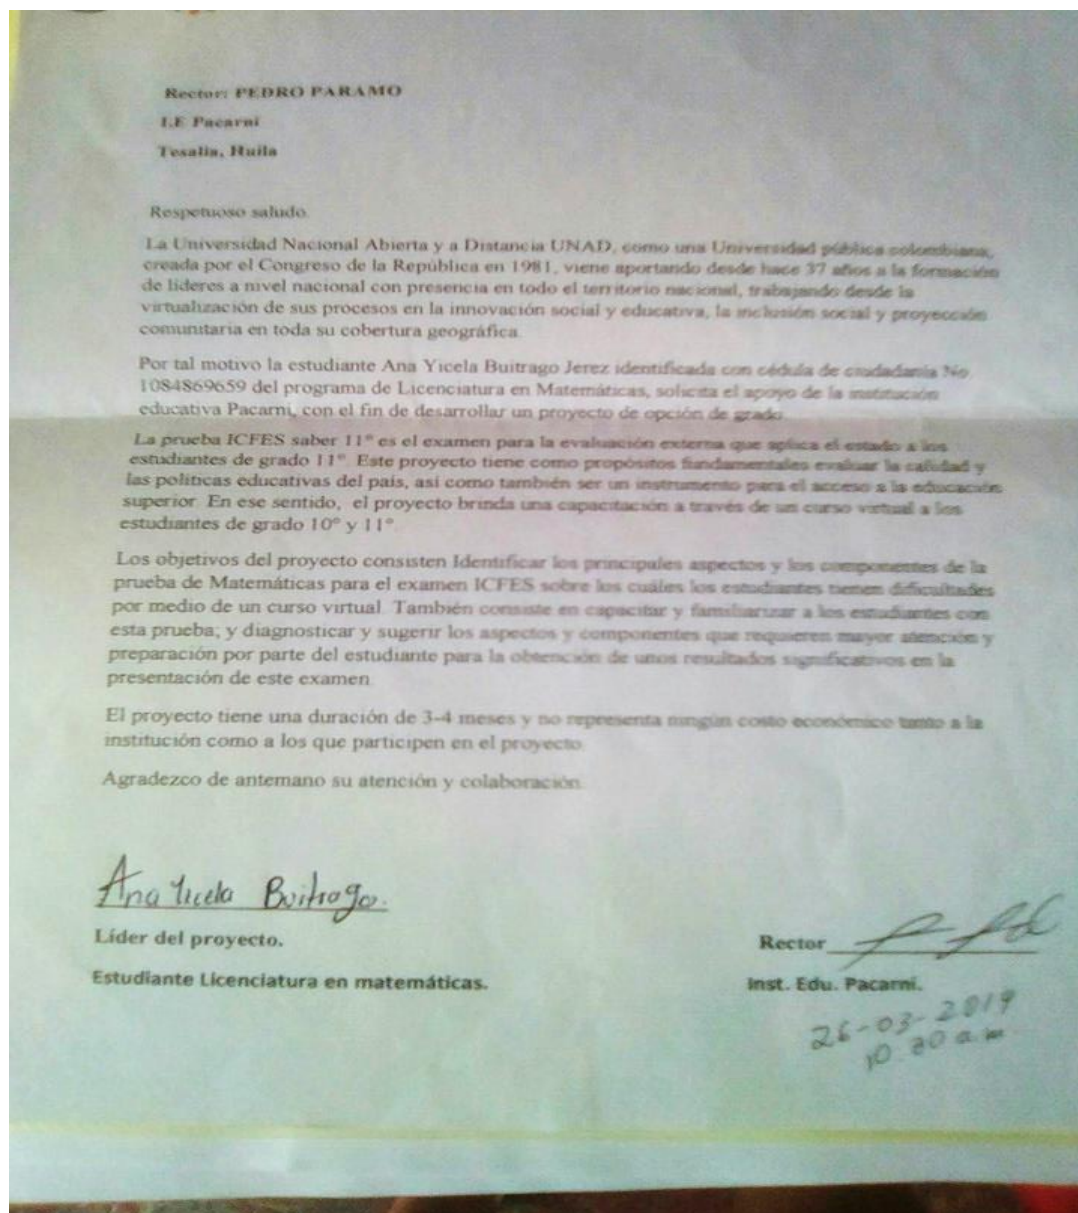 Rector: PEDRO PARAMO
I.E Pacarni
Tesalia, Huila
Respetuoso saludo.
La Universidad Nacional Abierta y a Distancia UNAD, como una Universidad pública colombiana,
creada por el Congreso de la República en 1981, viene aportando desde hace 37 años a la formación
de líderes a nivel nacional con presencia en todo el territorio nacional, trabajando desde la
virtualización de sus procesos en la innovación social y educativa, la inclusión social y proyección
comunitaria en toda su cobertura geográfica.
Por tal motivo la estudiante Ana Yicela Buitrago Jerez identificada con cédula de ciudadanía No
1084869659 del programa de Licenciatura en Matemáticas, solicita el apoyo de la institución
educativa Pacarni, con el fin de desarrollar un proyecto de opción de grado.
La prueba ICFES saber 11° es el examen para la evaluación externa que aplica el estado a los
estudiantes de grado 11°. Este proyecto tiene como propósitos fundamentales evaluar la calidad y
las políticas educativas del país, así como también ser un instrumento para el acceso a la educación
superior. En ese sentido, el proyecto brinda una capacitación a través de un curso virtual a los
estudiantes de grado 10° y 11°.
Los objetivos del proyecto consisten Identificar los principales aspectos y los componentes de la
prueba de Matemáticas para el examen ICFES sobre los cuáles los estudiantes tienen dificultades
por medio de un curso virtual. También consiste en capacitar y familiarizar a los estudiantes con
esta prueba; y diagnosticar y sugerir los aspectos y componentes que requieren mayor atención y
preparación por parte del estudiante para la obtención de unos resultados significativos en la
presentación de este examen.
El proyecto tiene una duración de 3-4 meses y no representa ningún costo económico tanto a la
institución como a los que participen en el proyecto.
Agradezco de antemano su atención y colaboración.
Ana Yicela Buitrago.
Líder del proyecto.
Rector
Estudiante Licenciatura en matemáticas.
Inst. Edu. Pacarní.
26-03-2019
a.m